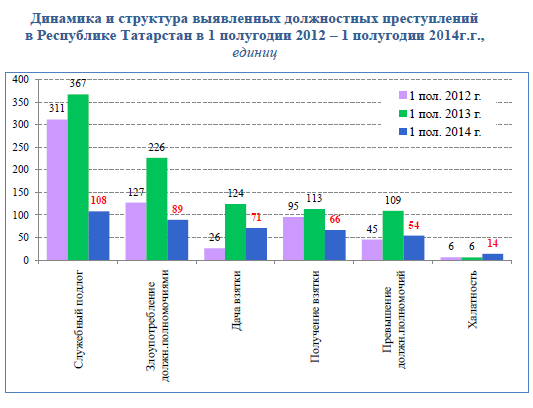 Динамика и структура выявленных должностных преступлений
в Республике Татарстан в 1 полугодии 2012 – 1 полугодии 2014г.г.,
единиц
400
350
300
250
200
150
100
50
0
1 пол. 2012 г.
1 пол. 2013 г.
1 пол. 2014 г.
311
367
108
127
226
89
26
124
71
95
113
66
45
109
54
6
6
14
Служебный подлог
Злоупотребление
должн.полномочиями
Дача взятки
Получение взятки
Превышение
должн.полномочий
Халатность